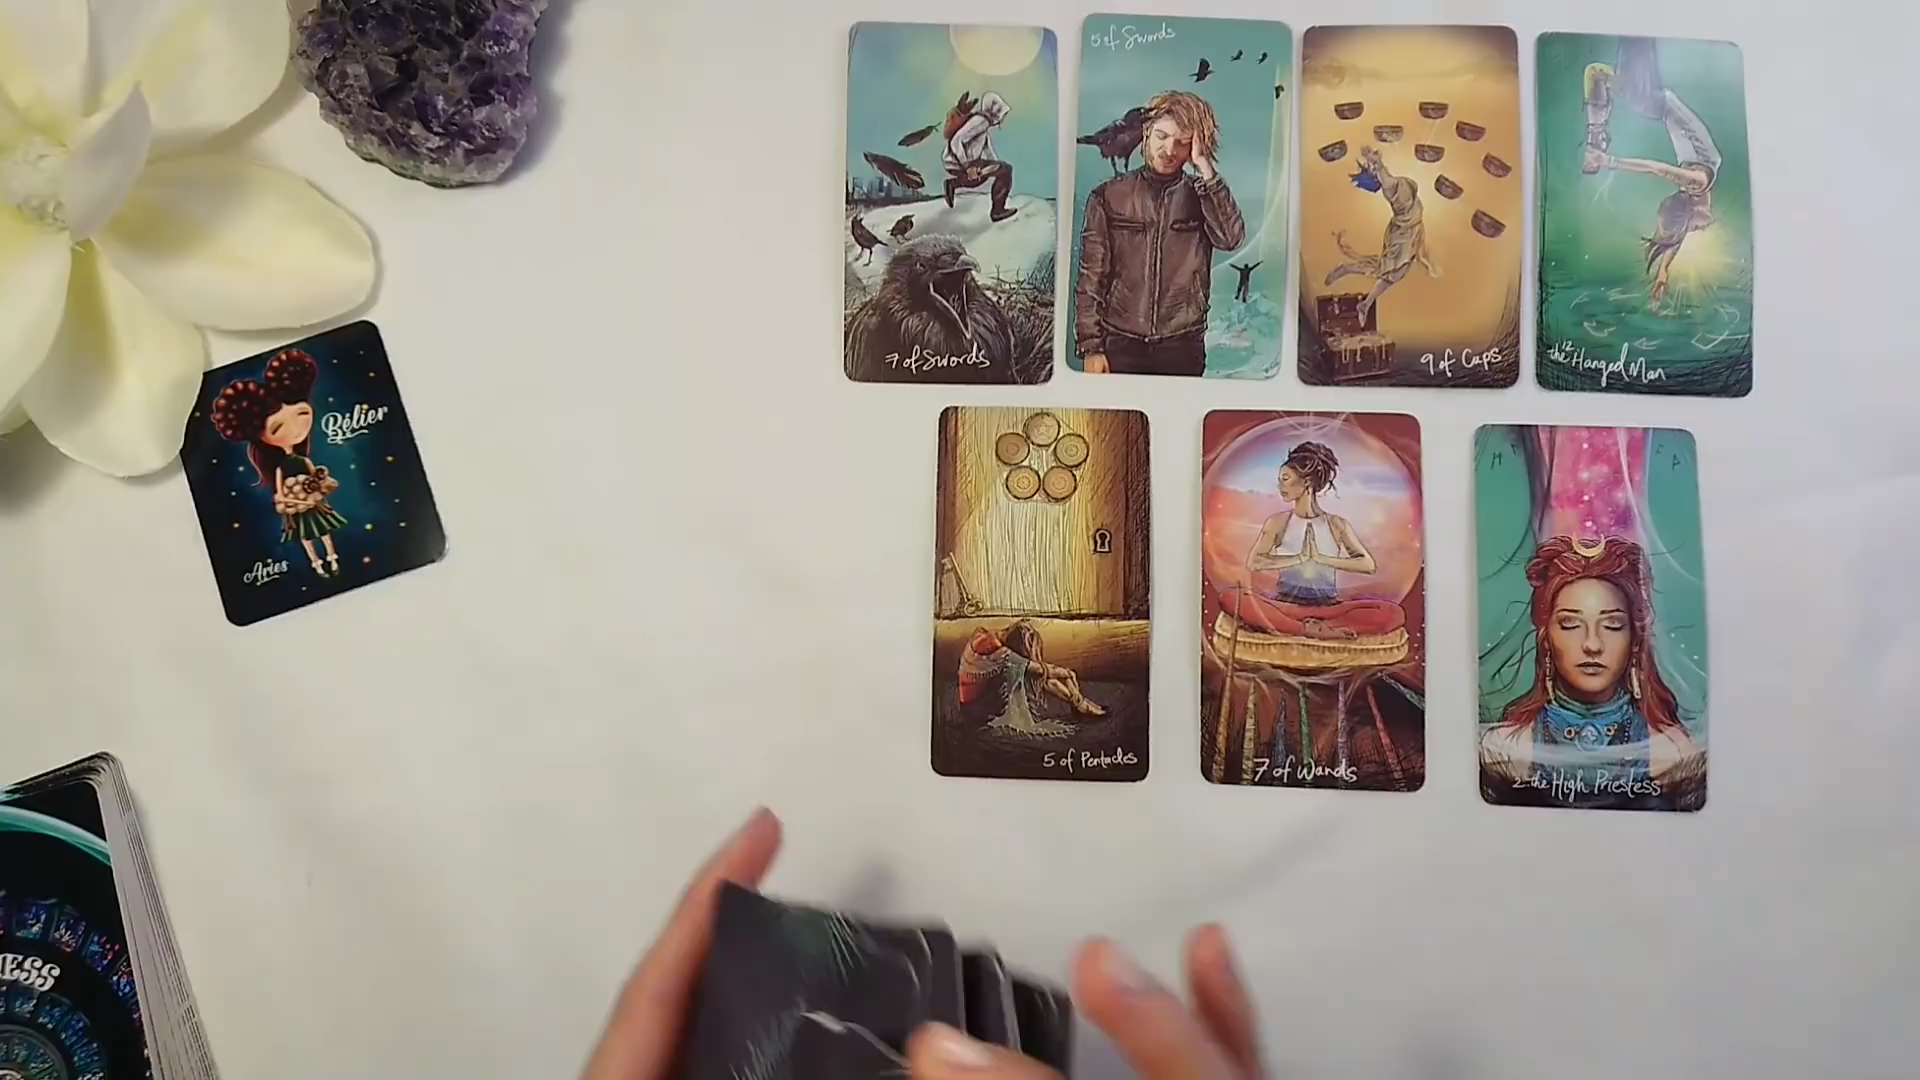 5 of Swords
7 of Swords
9 of Cups
the 12 Hanged Man
Bélier
Aries
5 of Pentacles
7 of Wands
2 the High Priestess
ESS